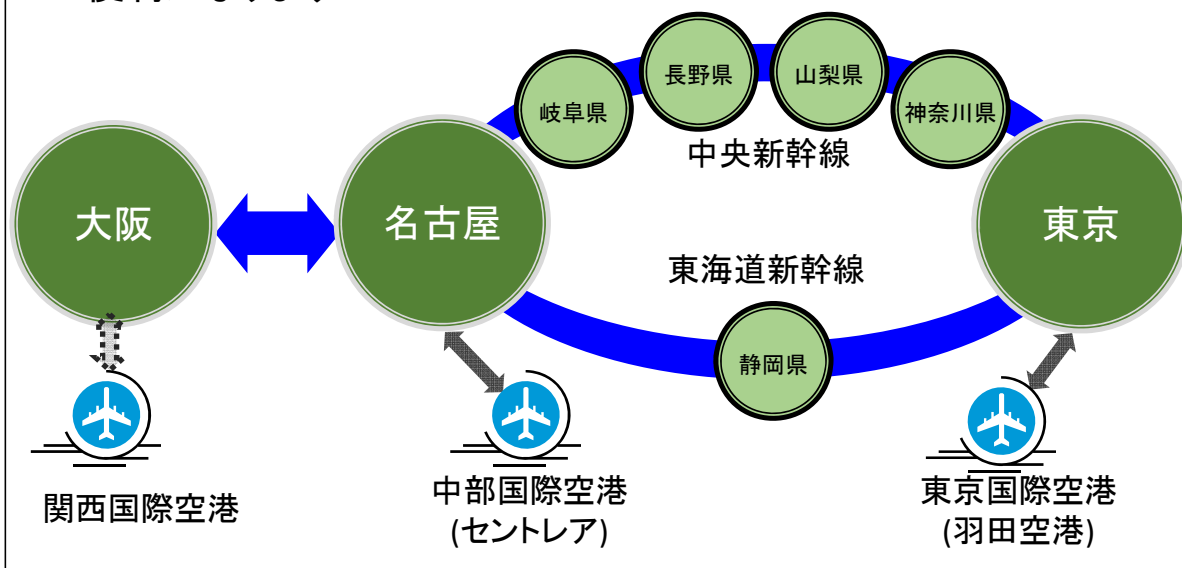 岐阜県
長野県
山梨県
神奈川県
中央新幹線
大阪
名古屋
東京
東海道新幹線
静岡県
関西国際空港
中部国際空港
(セントレア)
東京国際空港
(羽田空港)